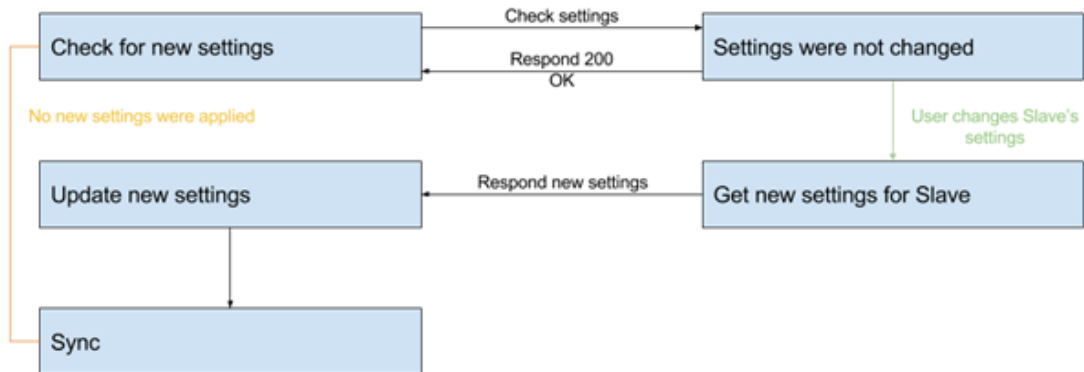 Check settings
Check for new settings
Settings were not changed
Respond 200
OK
No new settings were applied
User changes Slave's
settings
Respond new settings
Update new settings
Get new settings for Slave
Sync